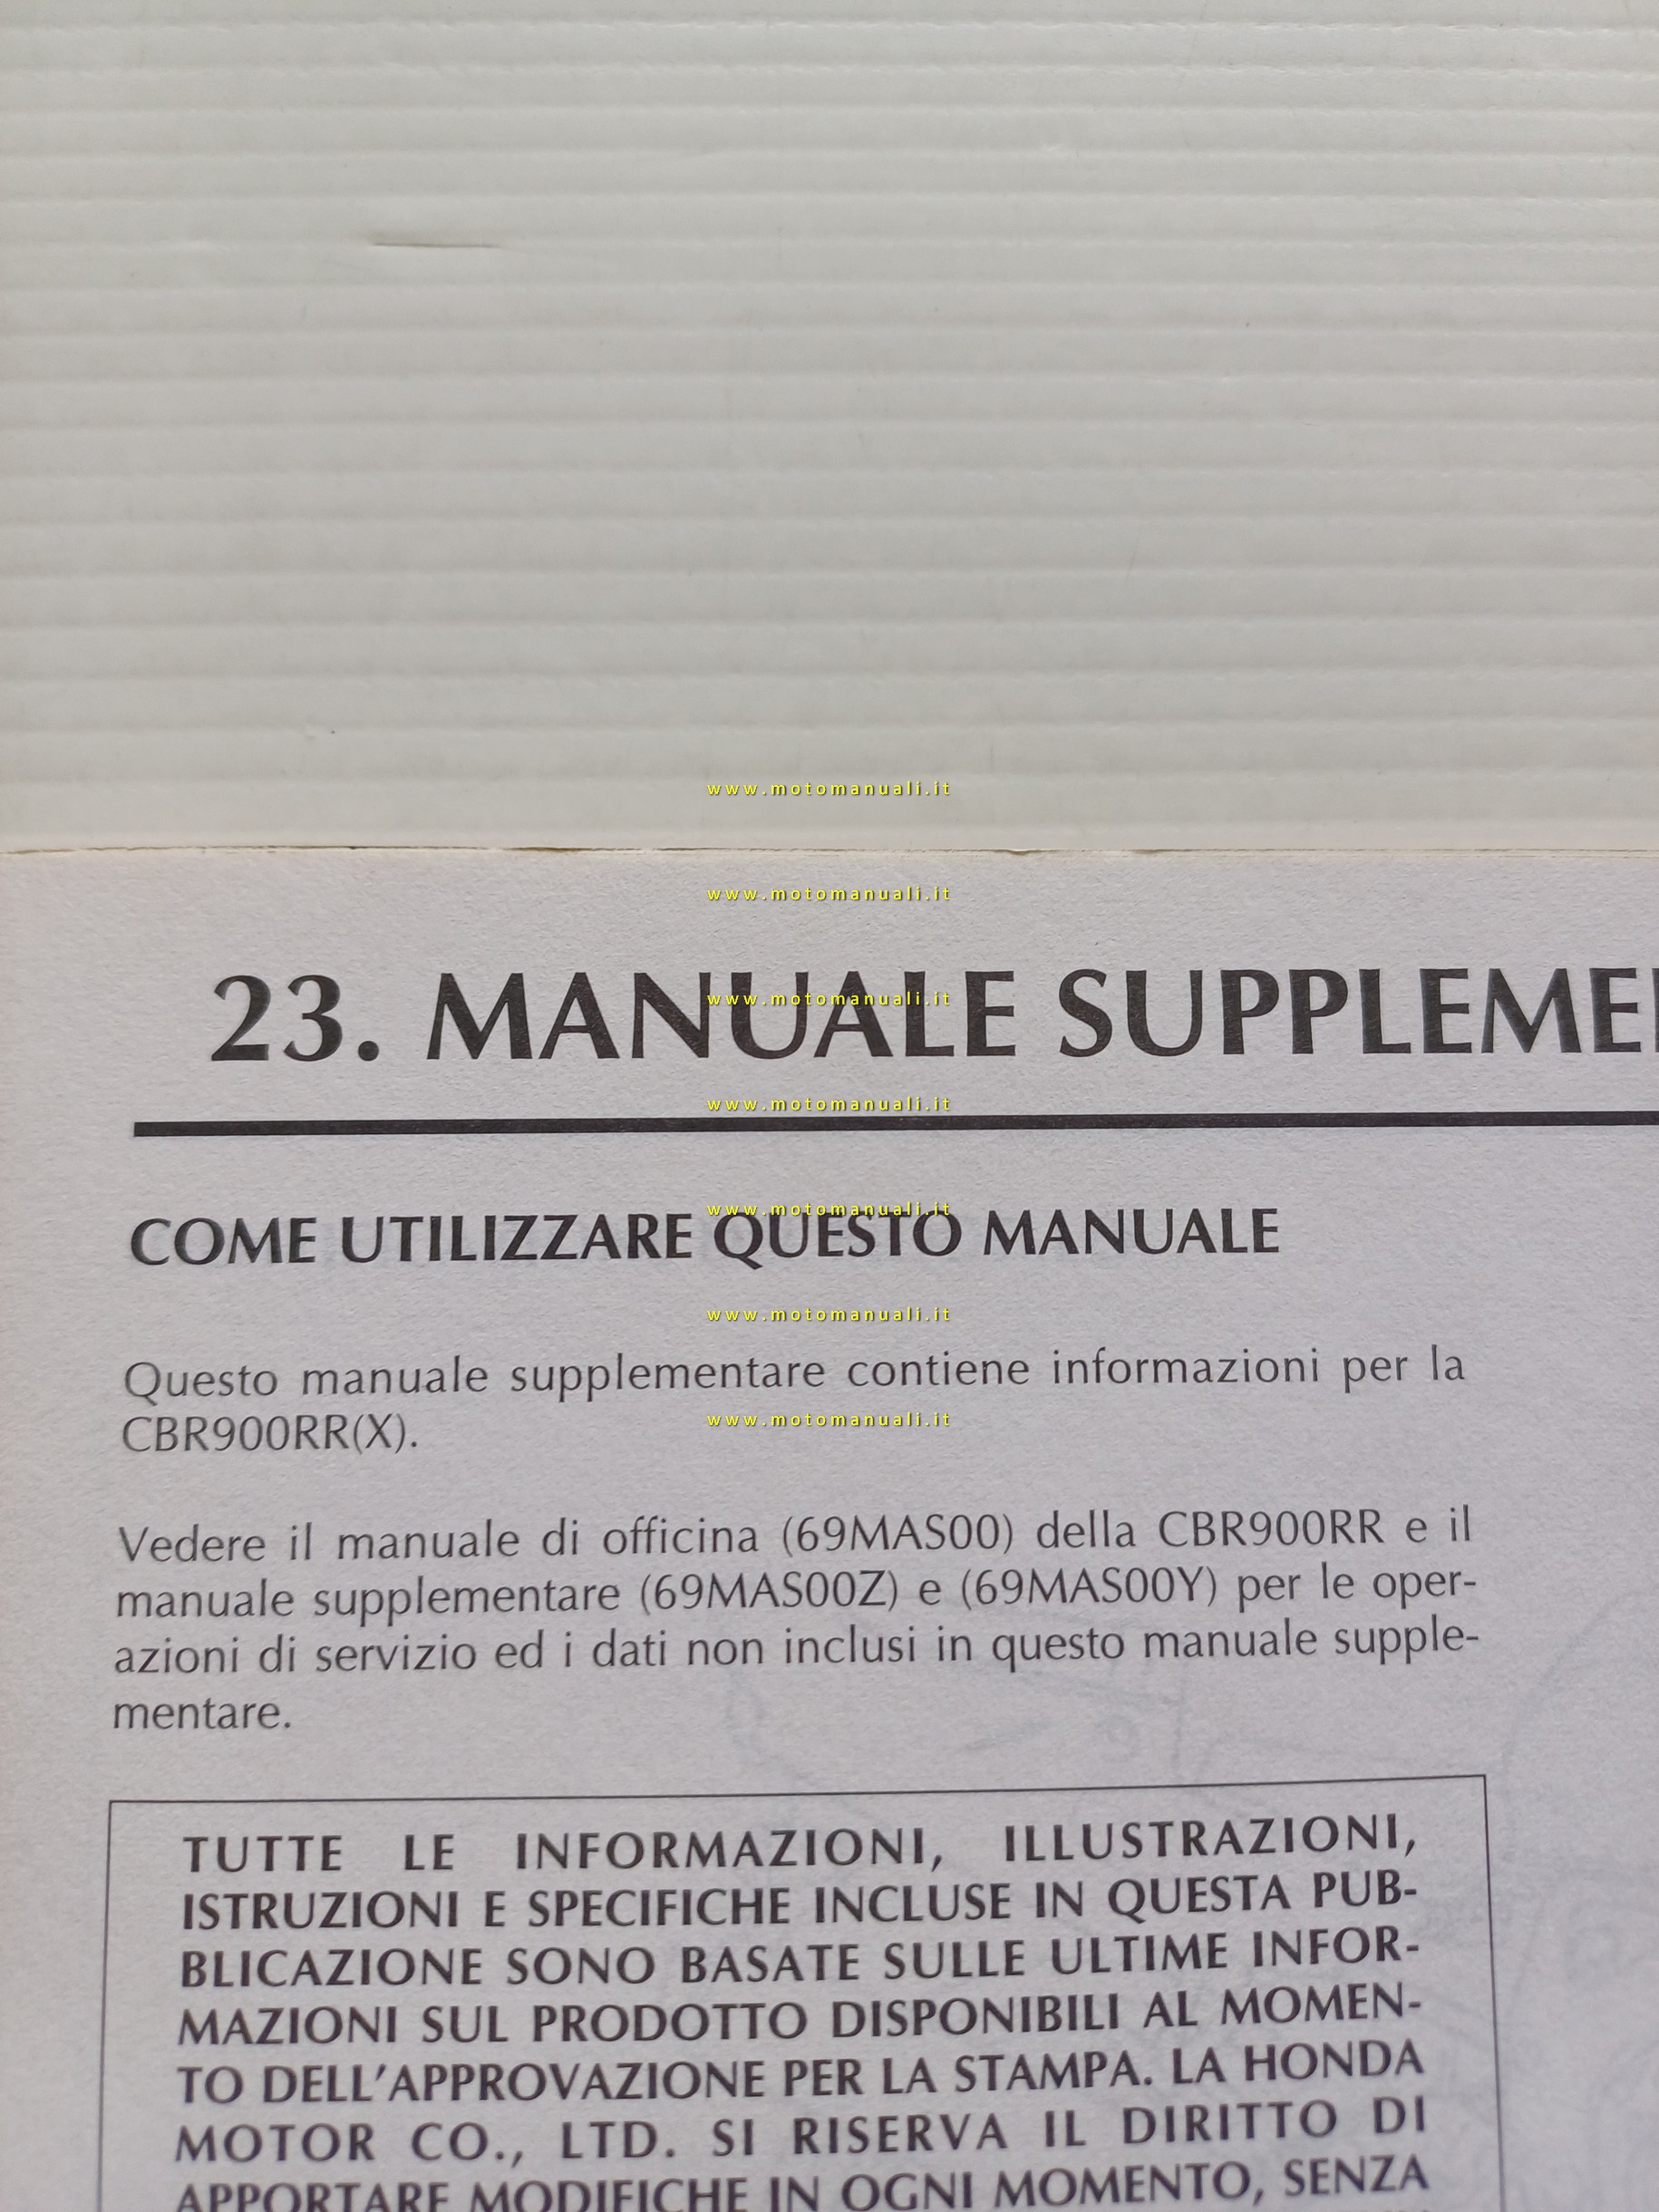 www.motomanuali.it
www.motomanuali.it
23. MANUALE
www.motomanuali.it
www.motomanuali.it
www.motomanuali.it
COME UTILIZZARE QUESTO MANUALE
www.motomanuali.it
Questo manuale supplementare contiene informazioni per la
CBR900RR(X).
www.motomanuali.it
Vedere il manuale di officina (69MAS00) della CBR900RR e il
manuale supplementare (69MAS00Z) e (69MAS00Y) per le oper-
azioni di servizio ed i dati non inclusi in questo manuale supple-
mentare.
TUTTE LE INFORMAZIONI, ILLUSTRAZIONI,
ISTRUZIONI E SPECIFICHE INCLUSE IN QUESTA PUB-
BLICAZIONE SONO BASATE SULLE ULTIME INFOR-
MAZIONI SUL PRODOTTO DISPONIBILI AL MOMEN-
TO DELL'APPROVAZIONE PER LA STAMPA. LA HONDA
MOTOR CO., LTD. SI RISERVA IL DIRITTO DI
APPORTARE MODIFICHE IN OGNI MOMENTO, SENZA